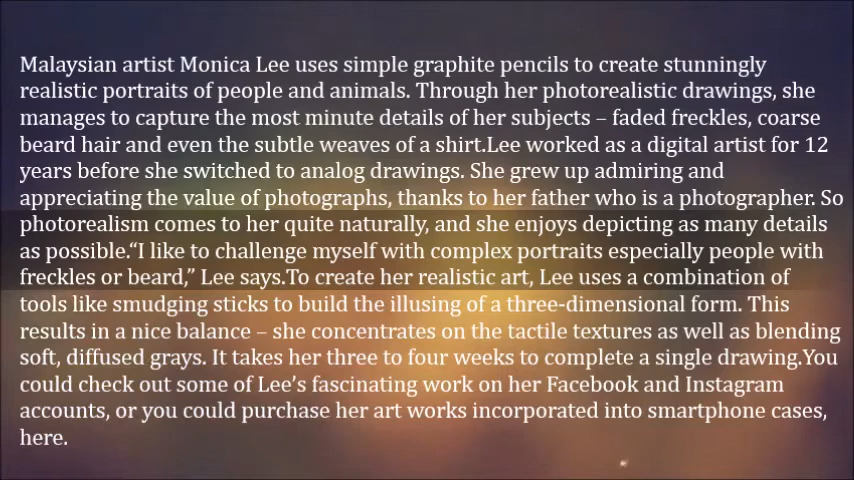 Malaysian artist Monica Lee uses simple graphite pencils to create stunningly
realistic portraits of people and animals. Through her photorealistic drawings, she
manages to capture the most minute details of her subjects – faded freckles, coarse
beard hair and even the subtle weaves of a shirt.Lee worked as a digital artist for 12
years before she switched to analog drawings. She grew up admiring and
appreciating the value of photographs, thanks to her father who is a photographer. So
photorealism comes to her quite naturally, and she enjoys depicting as many details
as possible.“I like to challenge myself with complex portraits especially people with
freckles or beard,” Lee says.To create her realistic art, Lee uses a combination of
tools like smudging sticks to build the illusing of a three-dimensional form. This
results in a nice balance – she concentrates on the tactile textures as well as blending
soft, diffused grays. It takes her three to four weeks to complete a single drawing.You
could check out some of Lee’s fascinating work on her Facebook and Instagram
accounts, or you could purchase her art works incorporated into smartphone cases,
here.